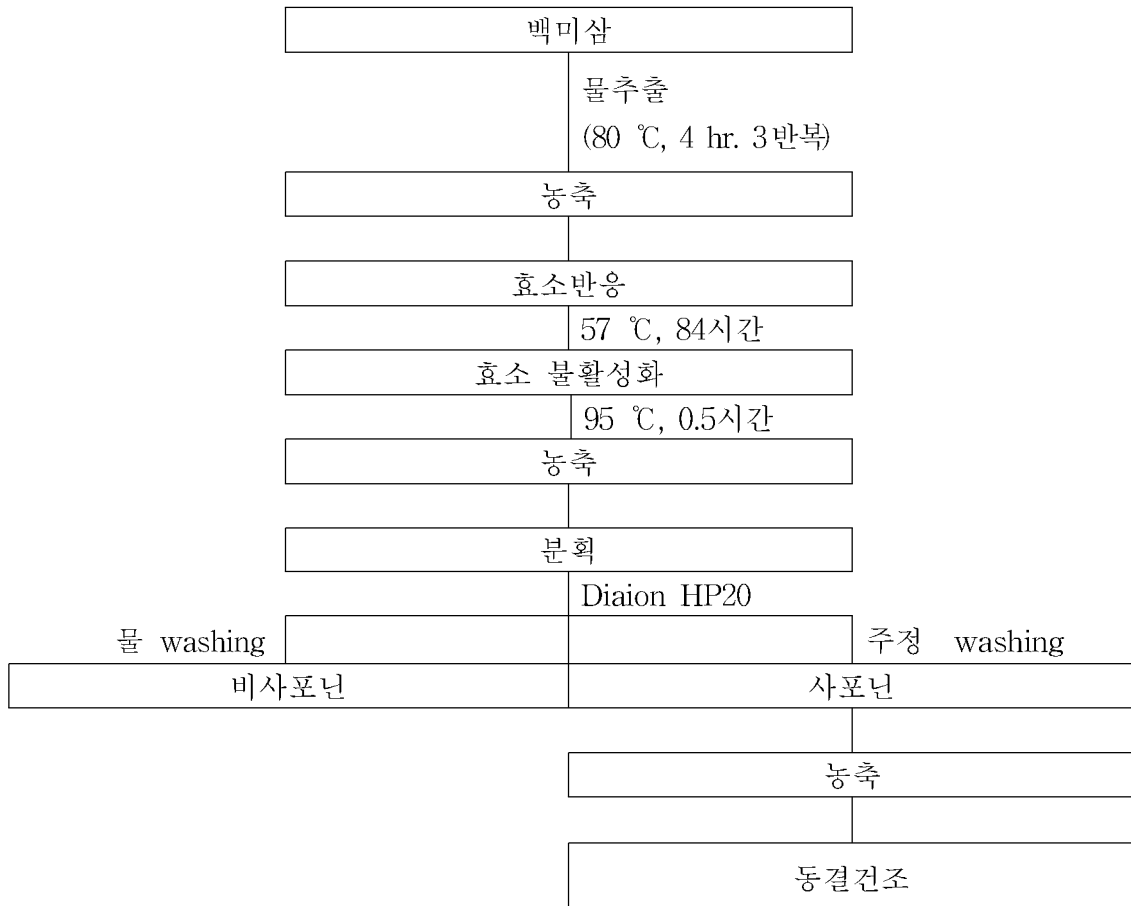 백미삼
물추출
(80 ℃, 4 hr. 3반복)
농축
효소반응
57 ℃, 84시간
효소 불활성화
95 ℃, 0.5시간
농축
분획
Diaion HP20
물 washing
주정 washing
비사포닌
사포닌
농축
동결건조